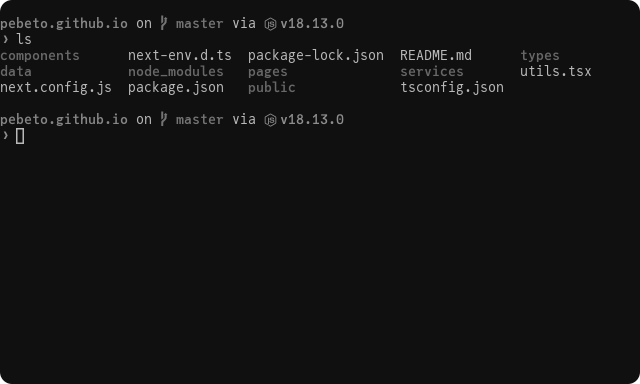 pebeto.github.io on master via v18.13.0
❯ ls
components next-env.d.ts package-lock.json README.md types
data node_modules pages services utils.tsx
next.config.js package.json public tsconfig.json
pebeto.github.io on master via v18.13.0
❯